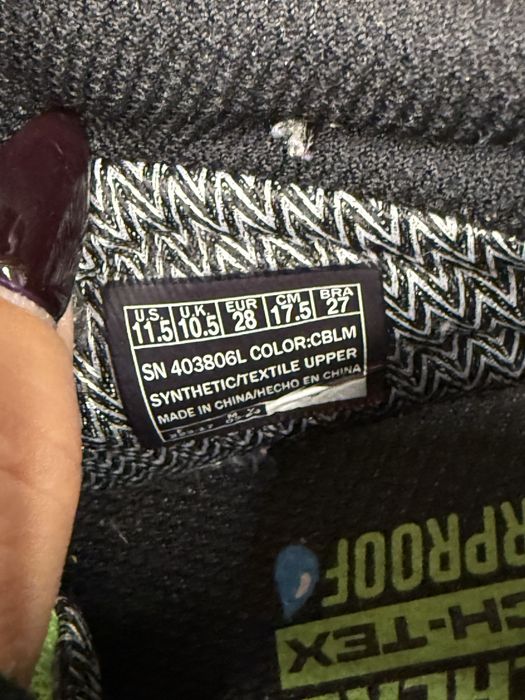 U.S. U.K. EUR CM BRA
11.5 10.5 28 17.5 27
SN 403806L COLOR:CBLM
SYNTHETIC/TEXTILE UPPER
MADE IN CHINA/HECHO EN CHINA
RPROOF
CH-TEX